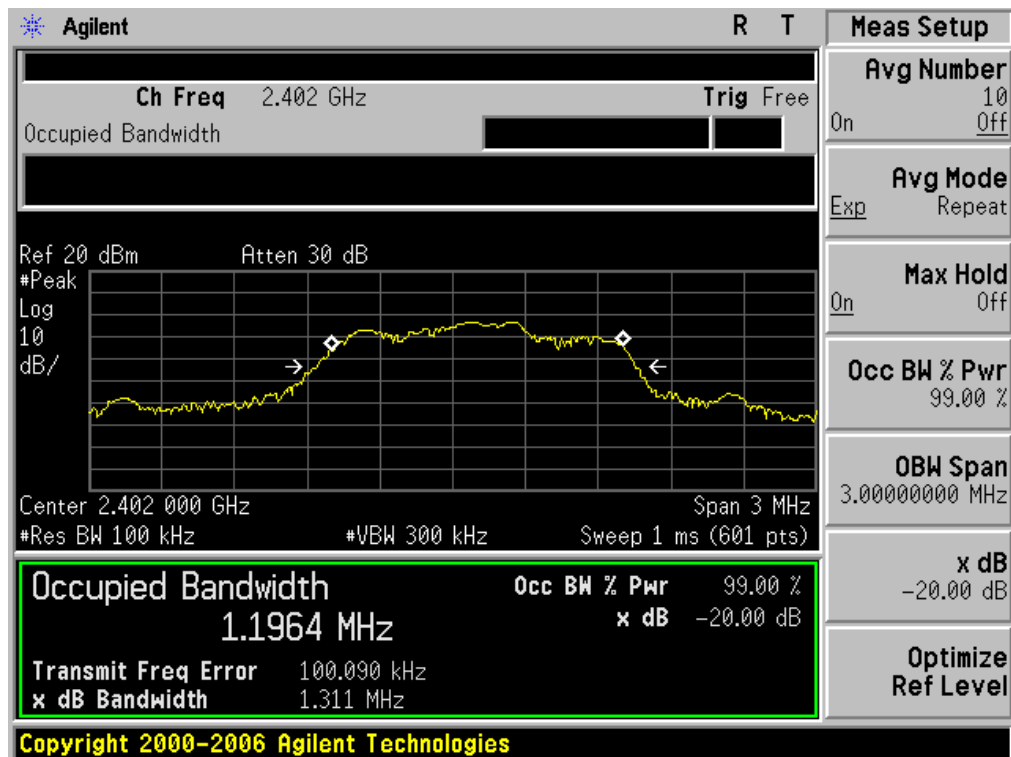 Agilent R T
Ch Freq 2.402 GHz Trig Free
Occupied Bandwidth
Ref 20 dBm Atten 30 dB
#Peak
Log
10
dB/
Center 2.402 000 GHz Span 3 MHz
#Res BW 100 kHz #VBW 300 kHz Sweep 1 ms (601 pts)
Occupied Bandwidth Occ BW % Pwr 99.00 %
1.1964 MHz x dB -20.00 dB
Transmit Freq Error 100.090 kHz
x dB Bandwidth 1.311 MHz
Copyright 2000-2006 Agilent Technologies
Meas Setup
Avg Number
10
On Off
Avg Mode
Exp Repeat
Max Hold
On Off
Occ BW % Pwr
99.00 %
OBW Span
3.00000000 MHz
x dB
-20.00 dB
Optimize
Ref Level